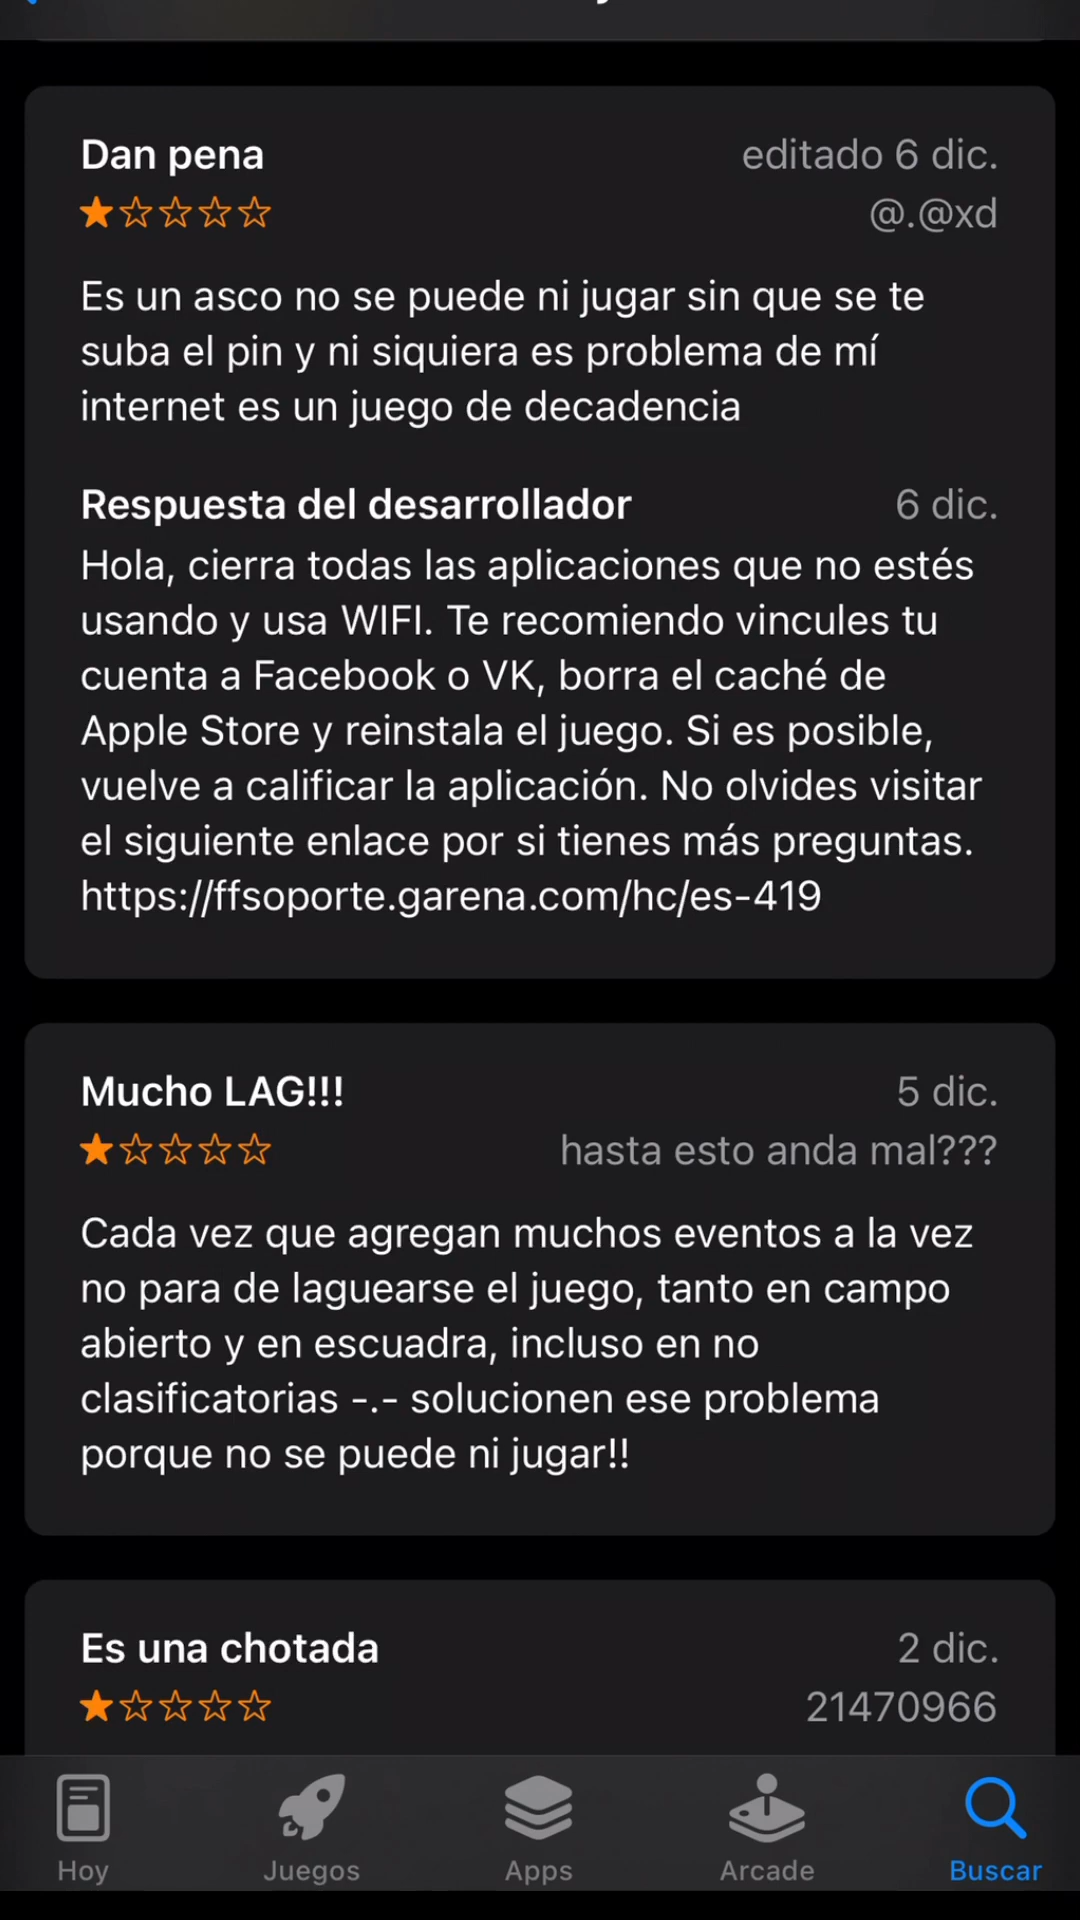 Dan pena
editado 6 dic.
@.@xd
Es un asco no se puede ni jugar sin que se te
suba el pin y ni siquiera es problema de mí
internet es un juego de decadencia
Respuesta del desarrollador
6 dic.
Hola, cierra todas las aplicaciones que no estés
usando y usa WIFI. Te recomiendo vincules tu
cuenta a Facebook o VK, borra el caché de
Apple Store y reinstala el juego. Si es posible,
vuelve a calificar la aplicación. No olvides visitar
el siguiente enlace por si tienes más preguntas.
https://ffsoporte.garena.com/hc/es-419
Mucho LAG!!!
5 dic.
hasta esto anda mal???
Cada vez que agregan muchos eventos a la vez
no para de laguearse el juego, tanto en campo
abierto y en escuadra, incluso en no
clasificatorias -.- solucionen ese problema
porque no se puede ni jugar!!
Es una chotada
2 dic.
21470966
Hoy
Juegos
Apps
Arcade
Buscar